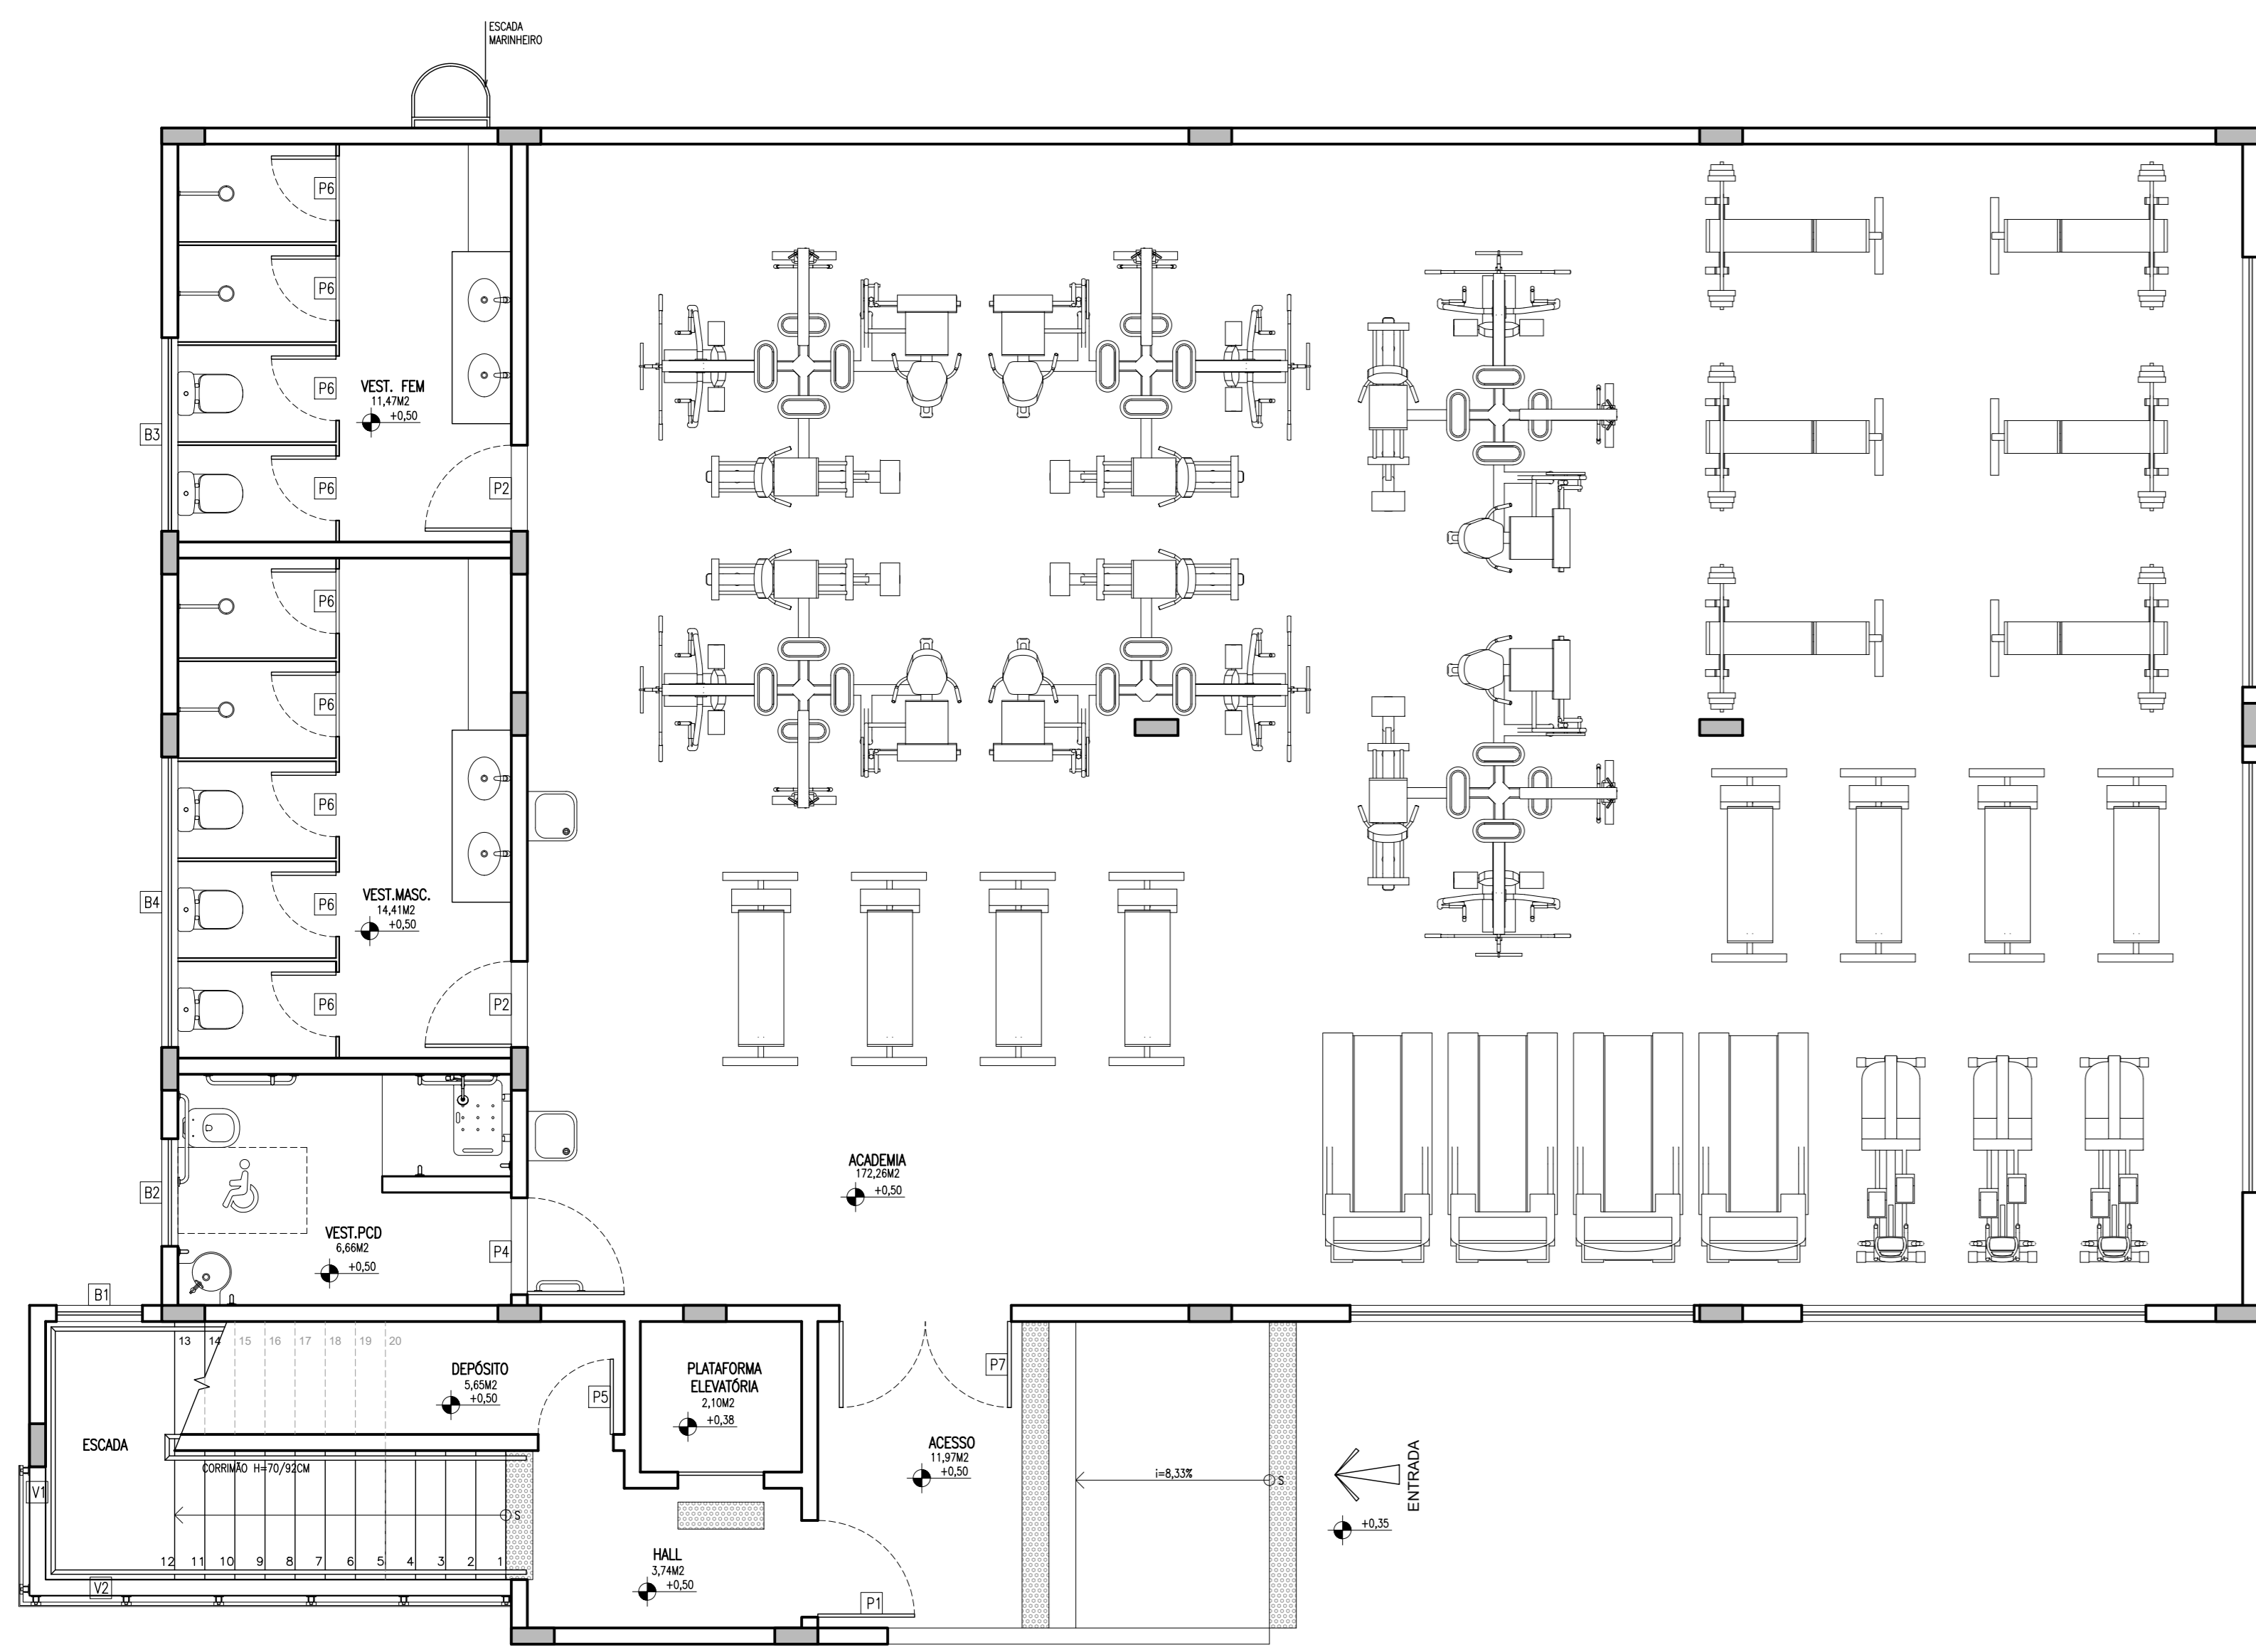 ESCADA
MARINHEIRO
P6
P6
P6
VEST. FEM
11,47M2
+0,50
B3
P6
P2
P6
P6
P6
B4
VEST.MASC.
14,41M2
+0,50
P6
P6
P2
B2
VEST.PCD
6,66M2
+0,50
P4
ACADEMIA
172,26M2
+0,50
B1
13 14 15 16 17 18 19 20
DEPÓSITO
5,65M2
+0,50
P5
PLATAFORMA
ELEVATÓRIA
2,10M2
+0,38
P7
ESCADA
CORRIMÃO H=70/92CM
ACESSO
11,97M2
+0,50
i=8,33%
S
ENTRADA
+0,35
V1
S
12 11 10 9 8 7 6 5 4 3 2 1
V2
HALL
3,74M2
+0,50
P1